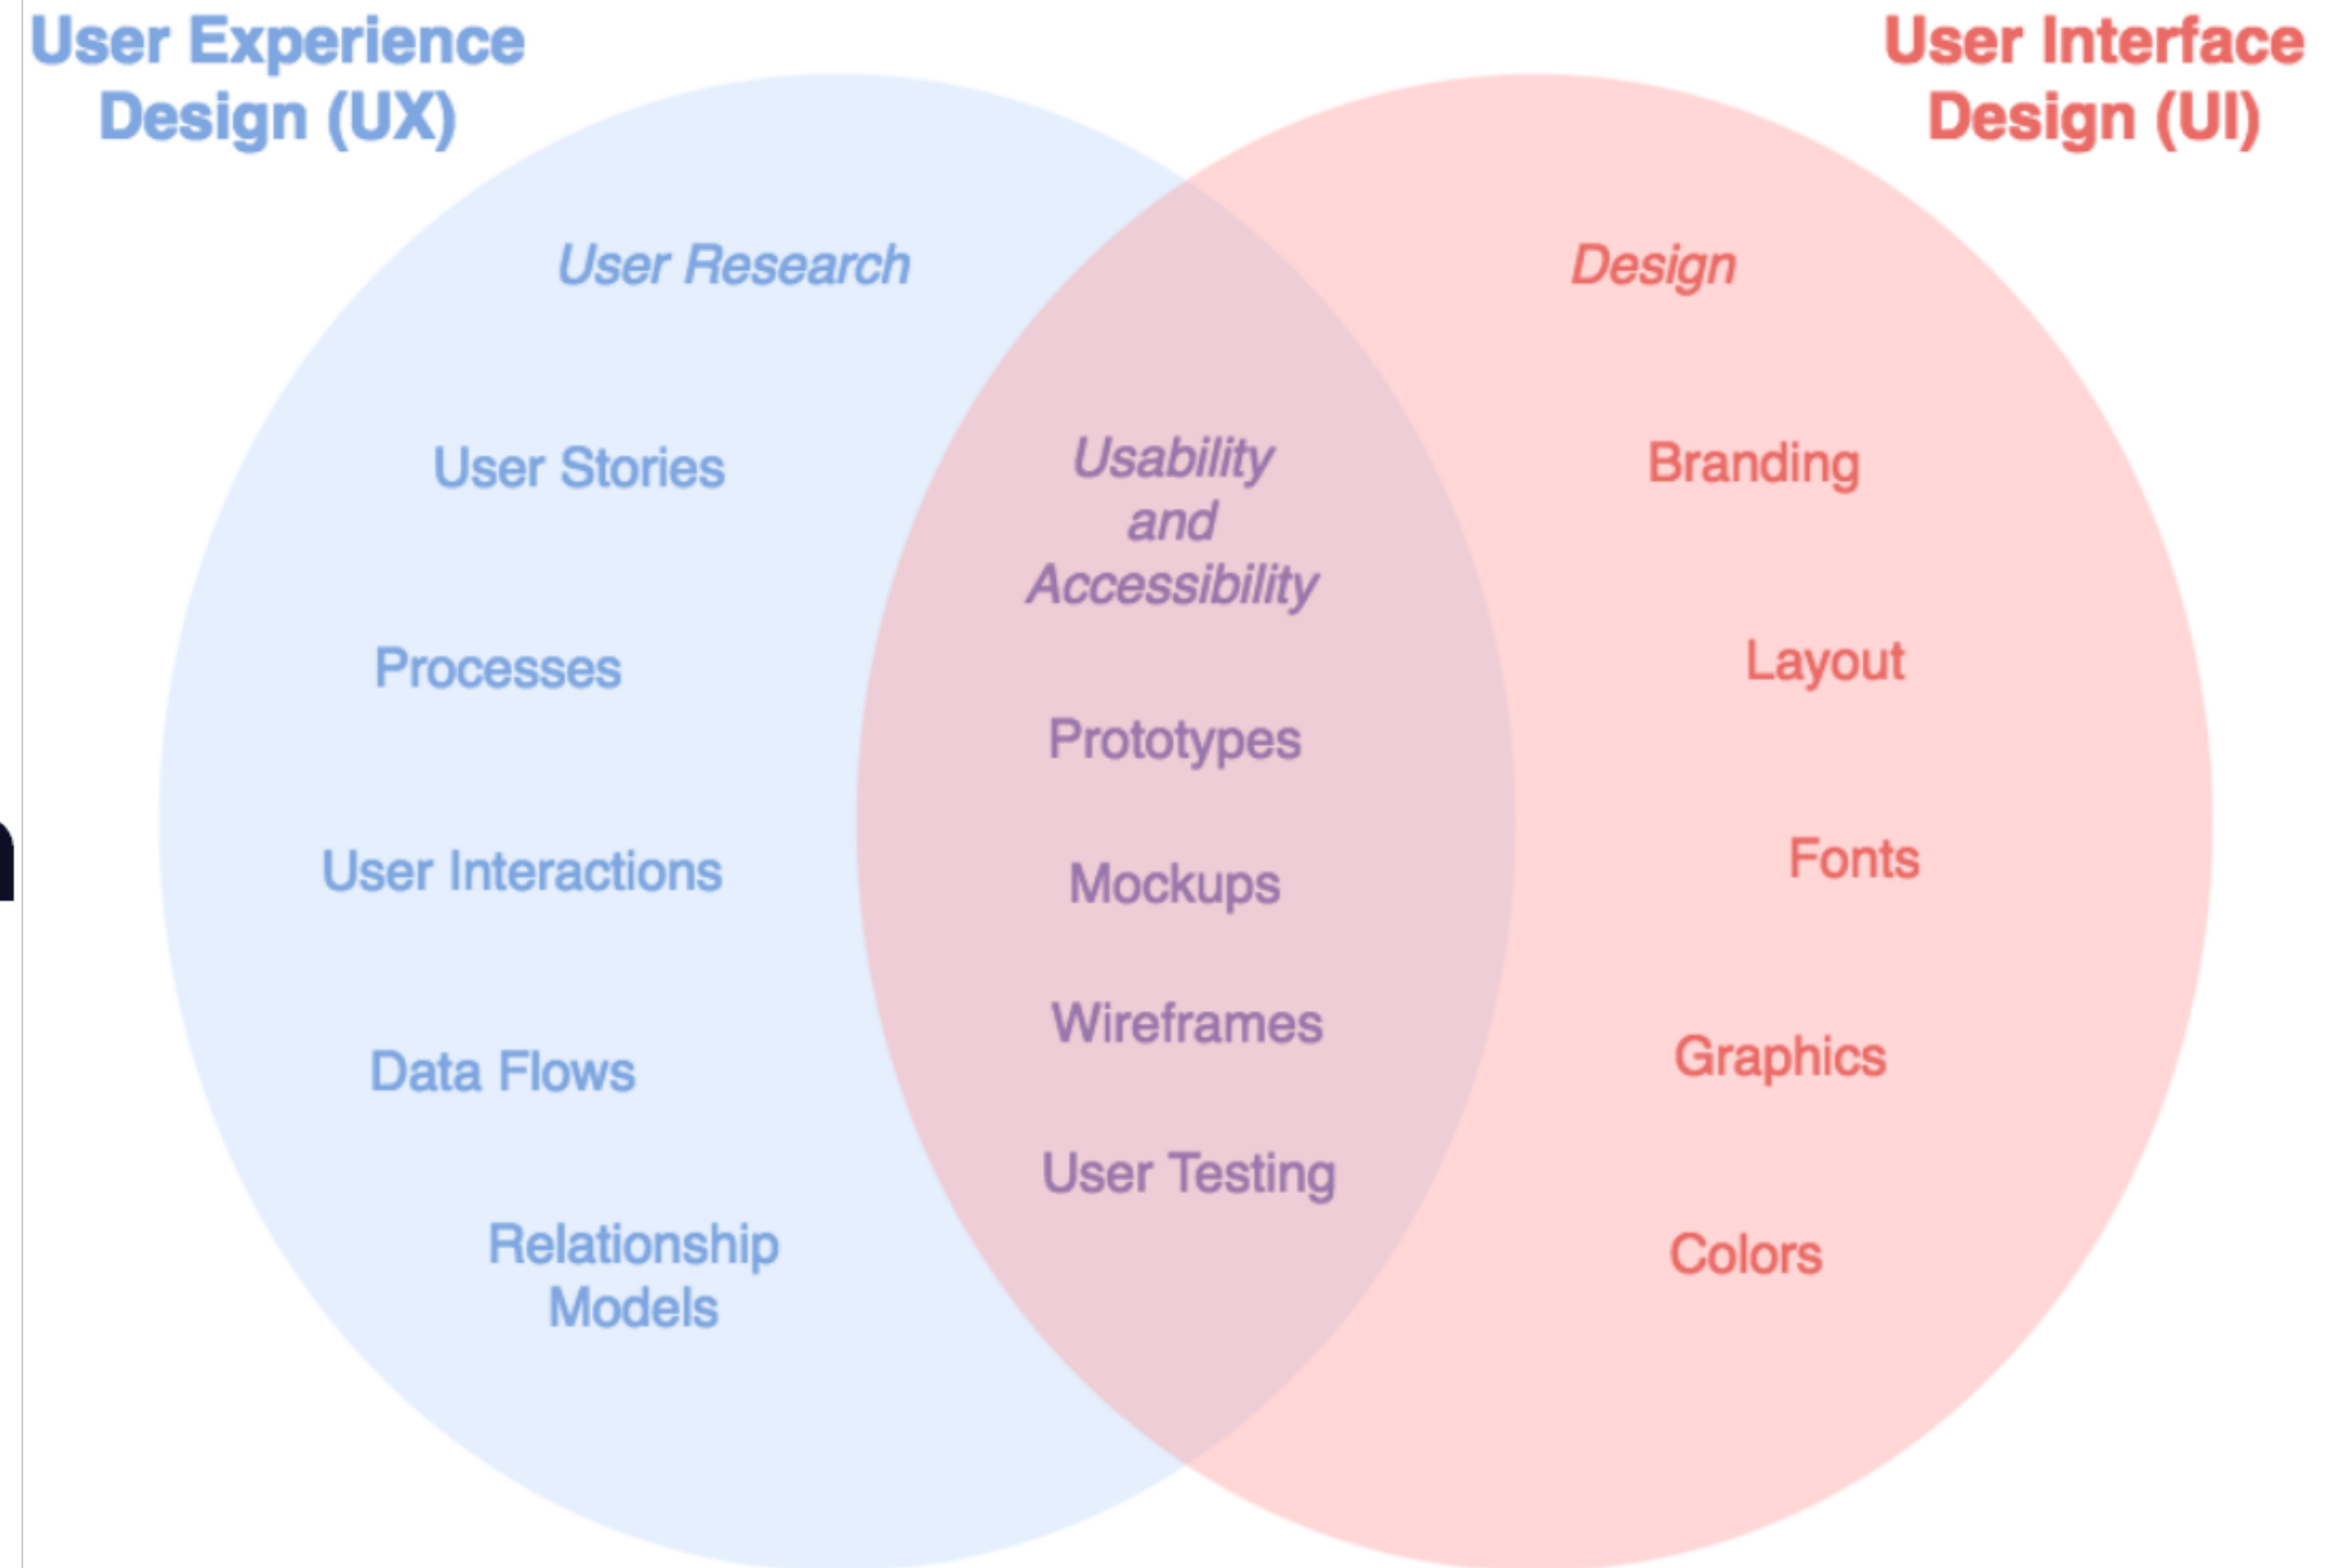 User Experience
Design (UX)
User Interface
Design (UI)
User Research
User Stories
Processes
User Interactions
Data Flows
Relationship
Models
Usability
and
Accessibility
Prototypes
Mockups
Wireframes
User Testing
Design
Branding
Layout
Fonts
Graphics
Colors